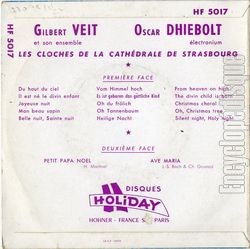 HF 5017
HF 5017
GILBERT VEIT OSCAR DHIEBOLT
et son ensemble électronium
LES CLOCHES DE LA CATHÉDRALE DE STRASBOURG
PREMIÈRE FACE
Du haut du ciel Vom Himmel hoch From heaven on high
Il est né le divin enfant Es ist geboren das göttliche Kind The divin child is born
Joyeuse nuit Oh du frölich Christmas choral
Mon beau sapin Oh Tannenbaum Oh, Christmas tree
Belle nuit, Sainte nuit Heilige Nacht Silent night, Holy night
DEUXIÈME FACE
PETIT PAPA NOEL AVE MARIA
H. Martinet J.-S. Bach & Ch. Gounod
DISQUES
HOLIDAY
HOHNER - FRANCE S. PARIS